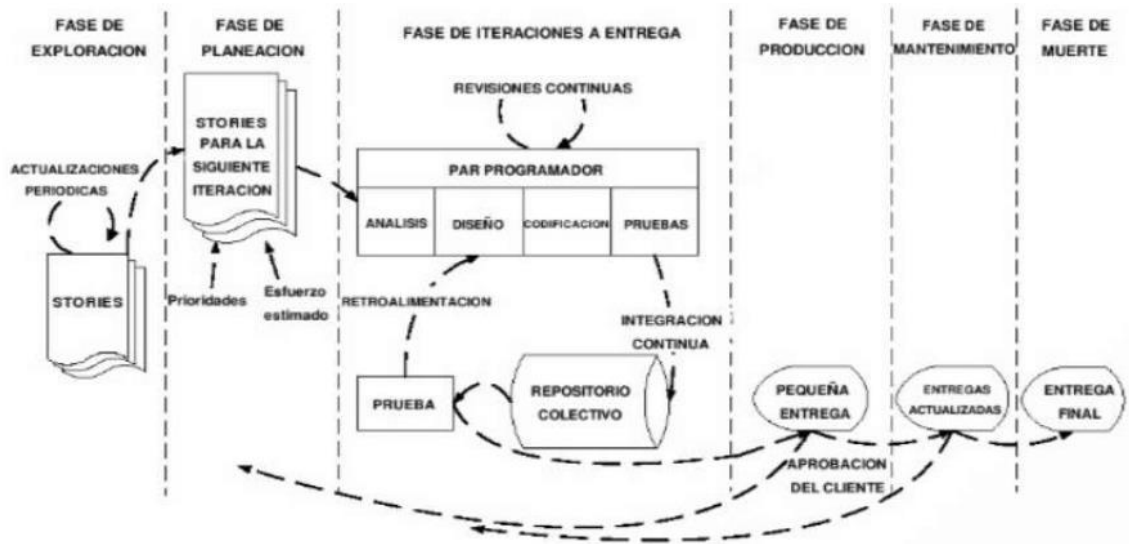 FASE DE
EXPLORACION
FASE DE
PLANEACION
FASE DE ITERACIONES A ENTREGA
FASE DE
PRODUCCION
FASE DE
MANTENIMIENTO
FASE DE
MUERTE
ACTUALIZACIONES
PERIODICAS
STORIES
STORIES
PARA LA
SIGUIENTE
ITERACIÓN
Prioridades
Esfuerzo
estimado
REVISIONES CONTINUAS
PAR PROGRAMADOR
ANALISIS
DISEÑO
CODIFICACION
PRUEBAS
RETROALIMENTACION
INTEGRACION
CONTINUA
PRUEBA
REPOSITORIO
COLECTIVO
PEQUEÑA
ENTREGA
ENTREGAS
ACTUALIZADAS
ENTREGA
FINAL
APROBACION
DEL CLIENTE